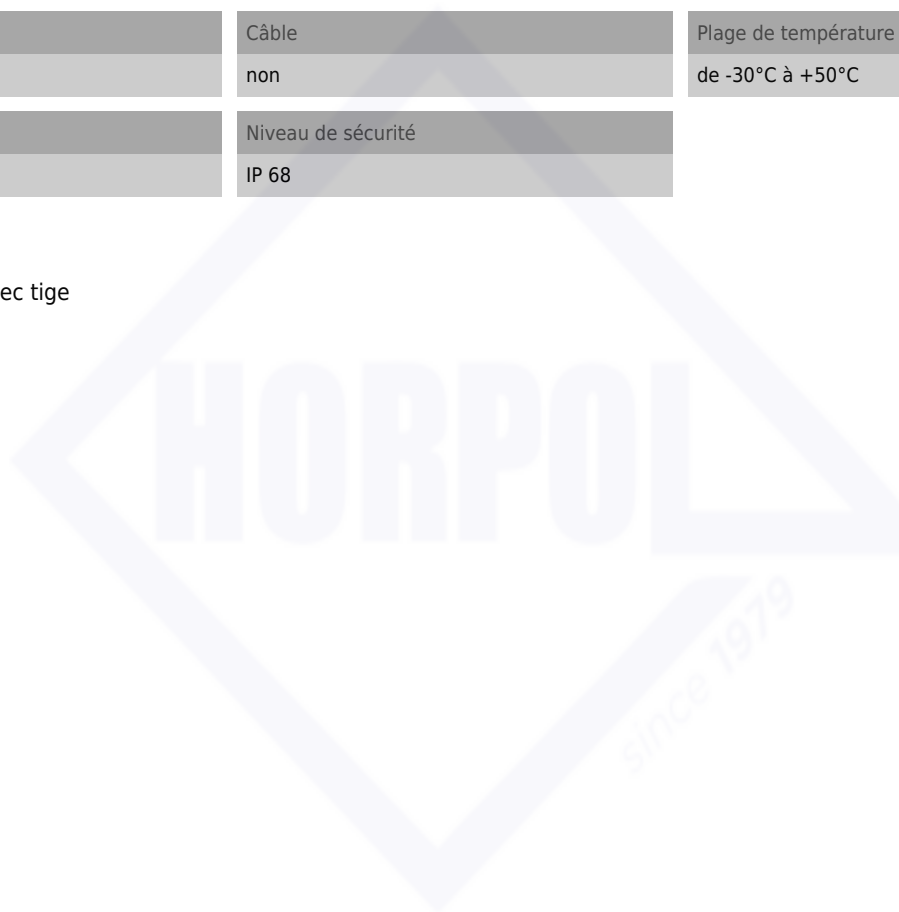 Câble
Plage de température
non
de -30°C à +50°C
Niveau de sécurité
IP 68
ec tige
HORPOL
since 1979